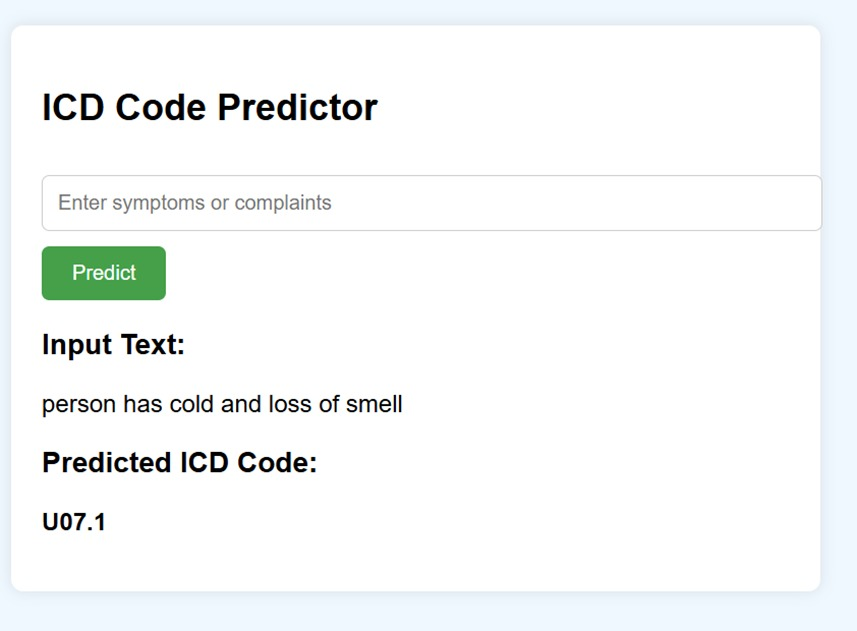 ICD Code Predictor
Enter symptoms or complaints
Predict
Input Text:
person has cold and loss of smell
Predicted ICD Code:
U07.1